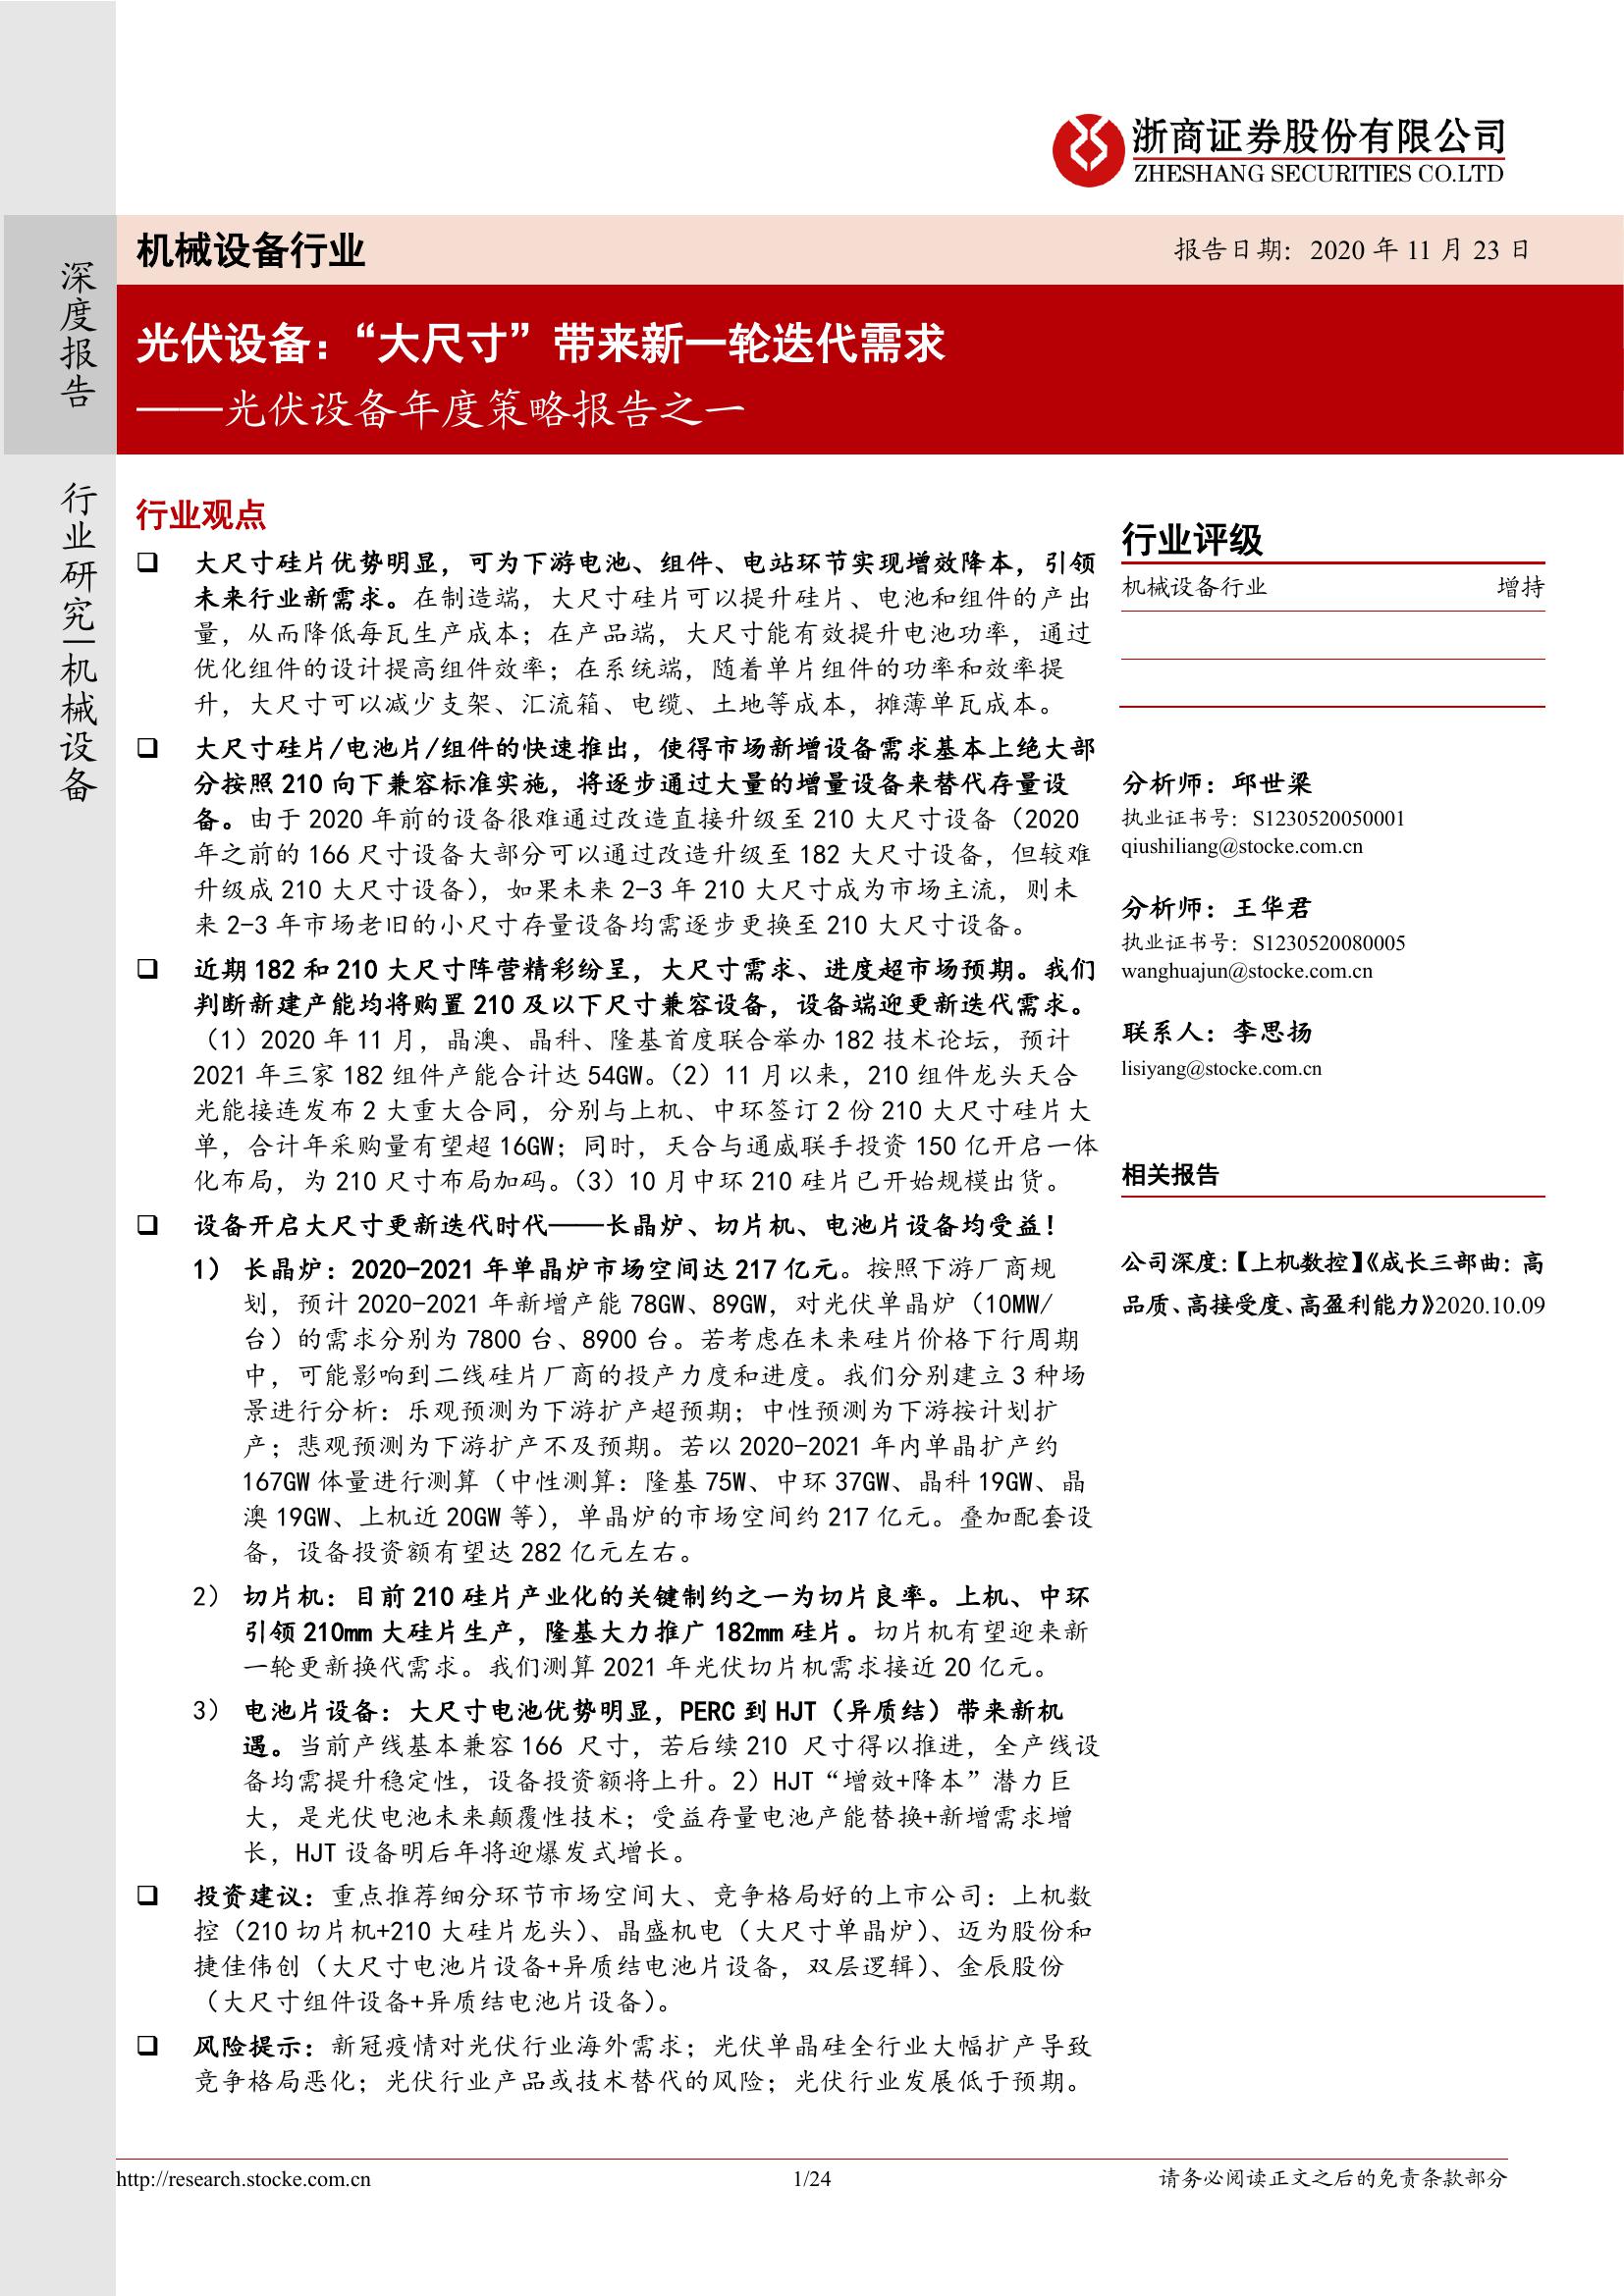 浙商证券股份有限公司
ZHESHANG SECURITIES CO.LTD
深度报告
行业研究|机械设备
机械设备行业
报告日期：2020 年 11 月 23 日
光伏设备：“大尺寸”带来新一轮迭代需求
——光伏设备年度策略报告之一
行业观点
❑ 大尺寸硅片优势明显，可为下游电池、组件、电站环节实现增效降本，引领
未来行业新需求。在制造端，大尺寸硅片可以提升硅片、电池和组件的产出
量，从而降低每瓦生产成本；在产品端，大尺寸能有效提升电池功率，通过
优化组件的设计提高组件效率；在系统端，随着单片组件的功率和效率提
升，大尺寸可以减少支架、汇流箱、电缆、土地等成本，摊薄单瓦成本。
❑ 大尺寸硅片/电池片/组件的快速推出，使得市场新增设备需求基本上绝大部
分按照 210 向下兼容标准实施，将逐步通过大量的增量设备来替代存量设
备。由于 2020 年前的设备很难通过改造直接升级至 210 大尺寸设备（2020
年之前的 166 尺寸设备大部分可以通过改造升级至 182 大尺寸设备，但较难
升级成 210 大尺寸设备），如果未来 2-3 年 210 大尺寸成为市场主流，则未
来 2-3 年市场老旧的小尺寸存量设备均需逐步更换至 210 大尺寸设备。
❑ 近期 182 和 210 大尺寸阵营精彩纷呈，大尺寸需求、进度超市场预期。我们
判断新建产能均将购置 210 及以下尺寸兼容设备，设备端迎更新迭代需求。
（1）2020 年 11 月，晶澳、晶科、隆基首度联合举办 182 技术论坛，预计
2021 年三家 182 组件产能合计达 54GW。（2）11 月以来，210 组件龙头天合
光能接连发布 2 大重大合同，分别与上机、中环签订 2 份 210 大尺寸硅片大
单，合计年采购量有望超 16GW；同时，天合与通威联手投资 150 亿开启一体
化布局，为 210 尺寸布局加码。（3）10 月中环 210 硅片已开始规模出货。
❑ 设备开启大尺寸更新迭代时代——长晶炉、切片机、电池片设备均受益！
1） 长晶炉：2020-2021 年单晶炉市场空间达 217 亿元。按照下游厂商规
划，预计 2020-2021 年新增产能 78GW、89GW，对光伏单晶炉（10MW/
台）的需求分别为 7800 台、8900 台。若考虑在未来硅片价格下行周期
中，可能影响到二线硅片厂商的投产力度和进度。我们分别建立 3 种场
景进行分析：乐观预测为下游扩产超预期；中性预测为下游按计划扩
产；悲观预测为下游扩产不及预期。若以 2020-2021 年内单晶扩产约
167GW 体量进行测算（中性测算：隆基 75W、中环 37GW、晶科 19GW、晶
澳 19GW、上机近 20GW 等），单晶炉的市场空间约 217 亿元。叠加配套设
备，设备投资额有望达 282 亿元左右。
2） 切片机：目前 210 硅片产业化的关键制约之一为切片良率。上机、中环
引领 210mm 大硅片生产，隆基大力推广 182mm 硅片。切片机有望迎来新
一轮更新换代需求。我们测算 2021 年光伏切片机需求接近 20 亿元。
3） 电池片设备：大尺寸电池优势明显，PERC 到 HJT（异质结）带来新机
遇。当前产线基本兼容 166 尺寸，若后续 210 尺寸得以推进，全产线设
备均需提升稳定性，设备投资额将上升。2）HJT“增效+降本”潜力巨
大，是光伏电池未来颠覆性技术；受益存量电池产能替换+新增需求增
长，HJT 设备明后年将迎爆发式增长。
❑ 投资建议：重点推荐细分环节市场空间大、竞争格局好的上市公司：上机数
控（210 切片机+210 大硅片龙头）、晶盛机电（大尺寸单晶炉）、迈为股份和
捷佳伟创（大尺寸电池片设备+异质结电池片设备，双层逻辑）、金辰股份
（大尺寸组件设备+异质结电池片设备）。
❑ 风险提示：新冠疫情对光伏行业海外需求；光伏单晶硅全行业大幅扩产导致
竞争格局恶化；光伏行业产品或技术替代的风险；光伏行业发展低于预期。
行业评级
机械设备行业 增持
分析师：邱世梁
执业证书号：S1230520050001
qiushiliang@stocke.com.cn
分析师：王华君
执业证书号：S1230520080005
wanghuajun@stocke.com.cn
联系人：李思扬
lisiyang@stocke.com.cn
相关报告
公司深度：【上机数控】《成长三部曲：高
品质、高接受度、高盈利能力》2020.10.09
http://research.stocke.com.cn
1/24
请务必阅读正文之后的免责条款部分